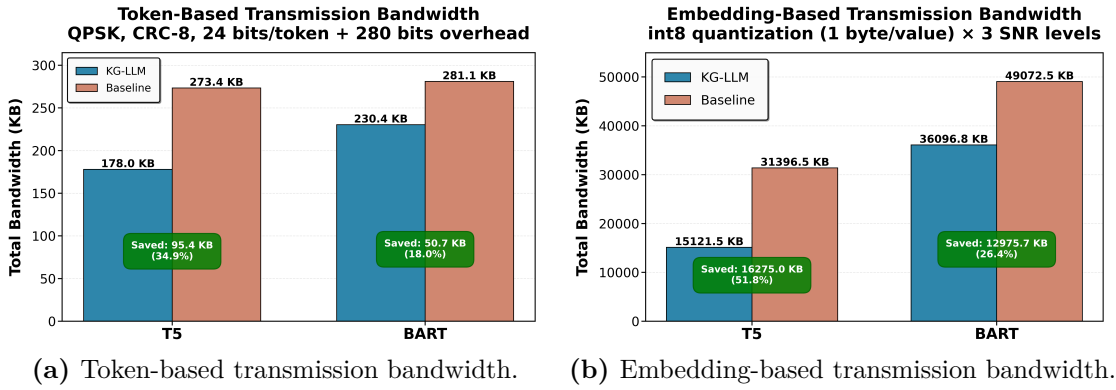 Token-Based Transmission Bandwidth
QPSK, CRC-8, 24 bits/token + 280 bits overhead
Total Bandwidth (KB)
300
250
200
150
100
50
0
KG-LLM
Baseline
178.0 KB
273.4 KB
230.4 KB
281.1 KB
Saved: 95.4 KB
(34.9%)
Saved: 50.7 KB
(18.0%)
T5
BART
(a) Token-based transmission bandwidth.
Embedding-Based Transmission Bandwidth
int8 quantization (1 byte/value) × 3 SNR levels
Total Bandwidth (KB)
50000
40000
30000
20000
10000
0
KG-LLM
Baseline
15121.5 KB
31396.5 KB
36096.8 KB
49072.5 KB
Saved: 16275.0 KB
(51.8%)
Saved: 12975.7 KB
(26.4%)
T5
BART
(b) Embedding-based transmission bandwidth.